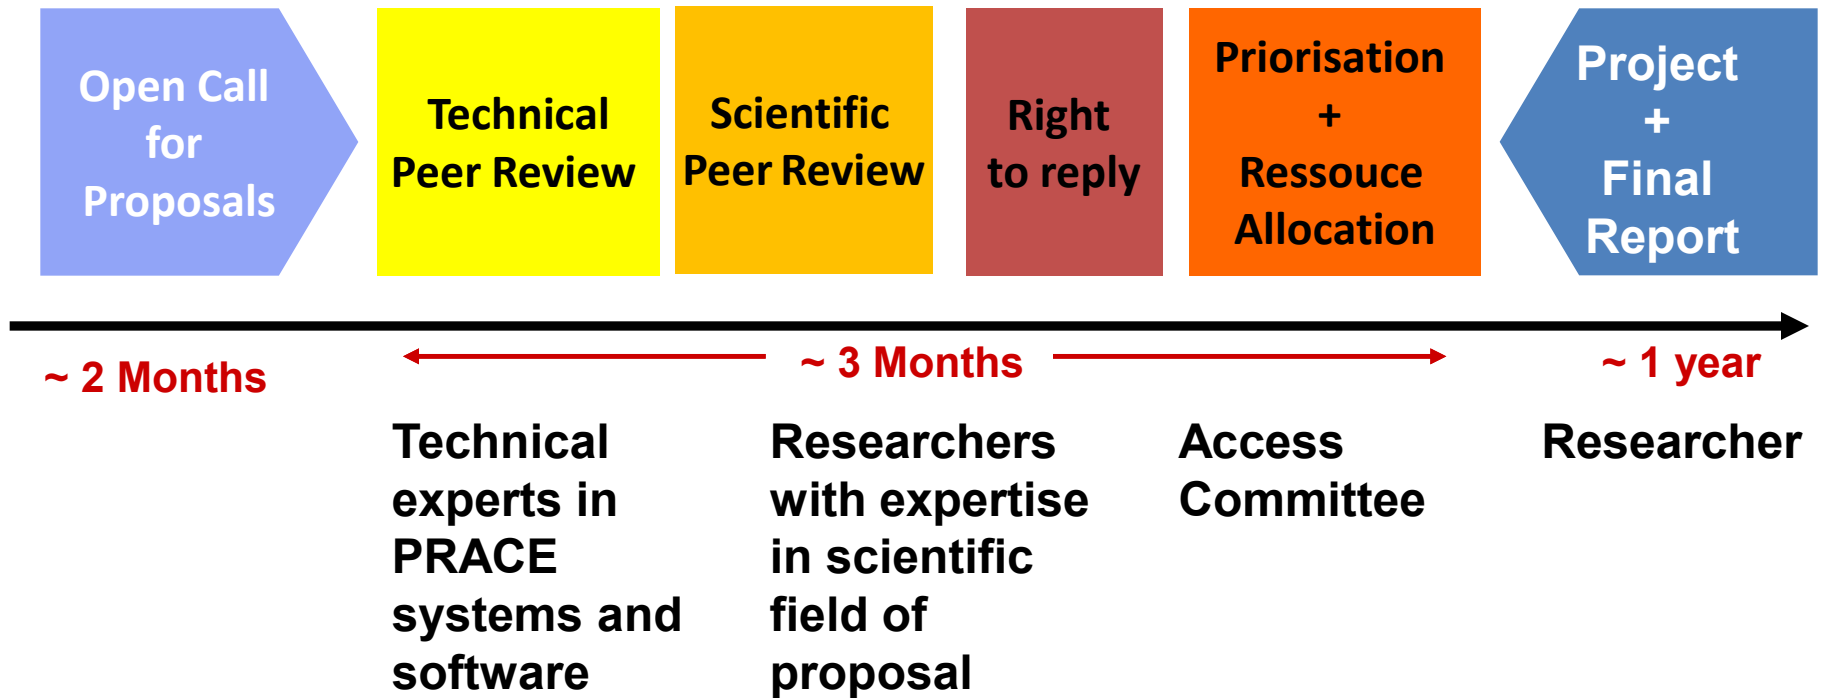 Open Call
for
Proposals
Technical
Peer Review
Scientific
Peer Review
Right
to reply
Priorisation
+
Ressouce
Allocation
Project
+
Final
Report
~ 2 Months
~ 3 Months
~ 1 year
Technical
experts in
PRACE
systems and
software
Researchers
with expertise
in scientific
field of
proposal
Access
Committee
Researcher